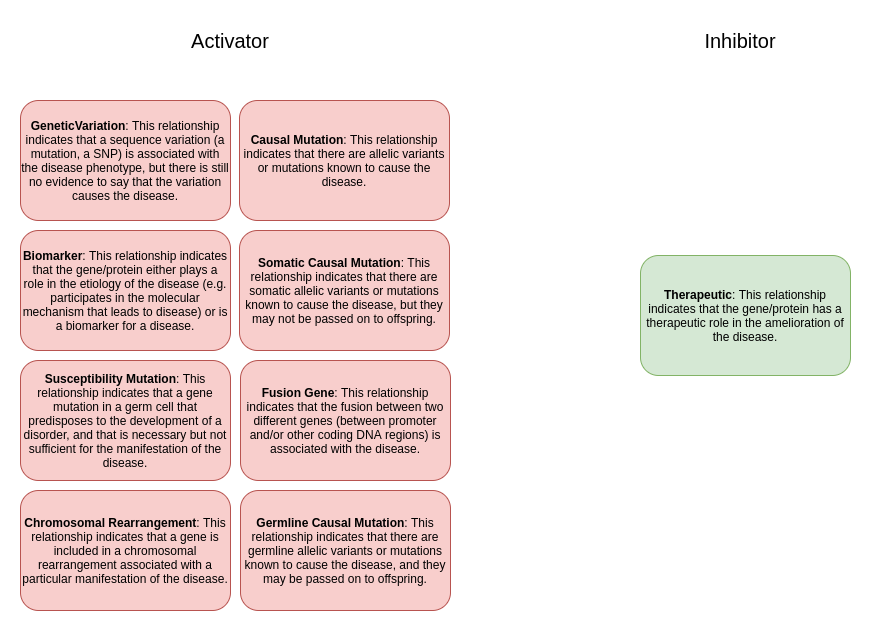 Activator
Inhibitor
GeneticVariation: This relationship
indicates that a sequence variation (a
mutation, a SNP) is associated with
the disease phenotype, but there is still
no evidence to say that the variation
causes the disease.
Causal Mutation: This relationship
indicates that there are allelic variants
or mutations known to cause the
disease.
Biomarker: This relationship indicates
that the gene/protein either plays a
role in the etiology of the disease (e.g.
participates in the molecular
mechanism that leads to disease) or is
a biomarker for a disease.
Somatic Causal Mutation: This
relationship indicates that there are
somatic allelic variants or mutations
known to cause the disease, but they
may not be passed on to offspring.
Therapeutic: This relationship
indicates that the gene/protein has a
therapeutic role in the amelioration of
the disease.
Susceptibility Mutation: This
relationship indicates that a gene
mutation in a germ cell that
predisposes to the development of a
disorder, and that is necessary but not
sufficient for the manifestation of the
disease.
Fusion Gene: This relationship
indicates that the fusion between two
different genes (between promoter
and/or other coding DNA regions) is
associated with the disease.
Chromosomal Rearrangement: This
relationship indicates that a gene is
included in a chromosomal
rearrangement associated with a
particular manifestation of the disease.
Germline Causal Mutation: This
relationship indicates that there are
germline allelic variants or mutations
known to cause the disease, and they
may be passed on to offspring.